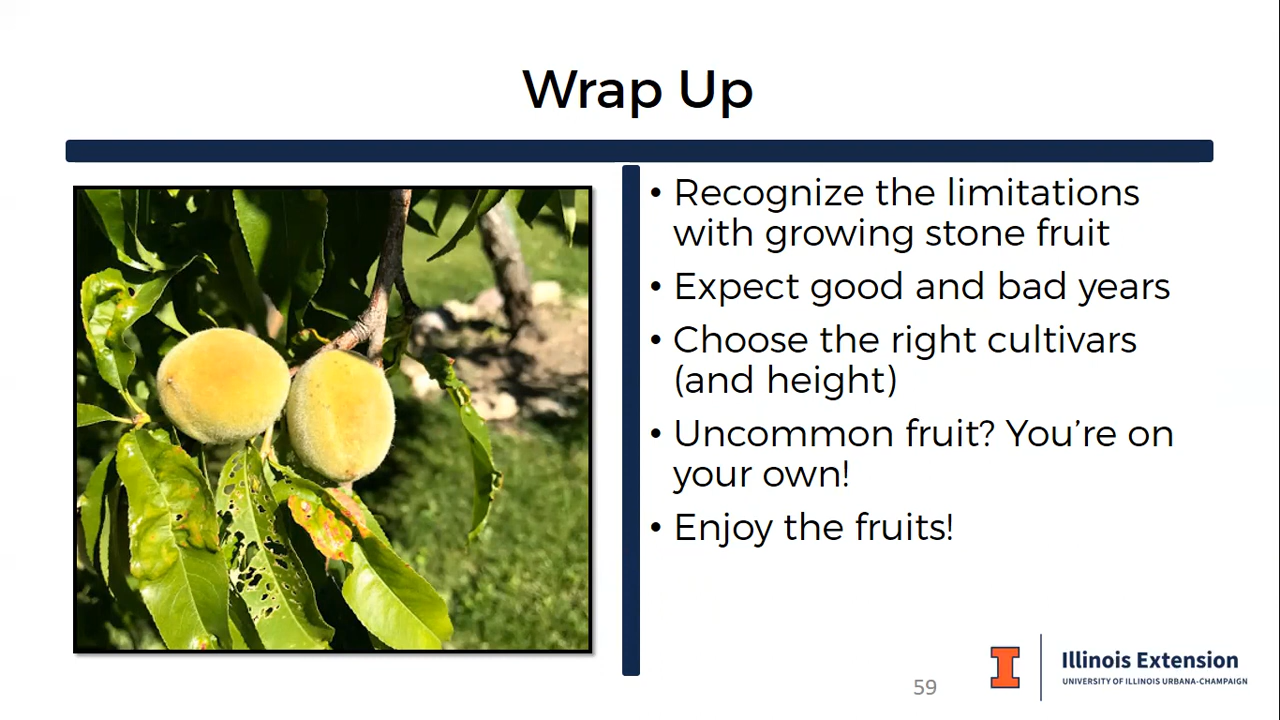 Wrap Up
• Recognize the limitations
with growing stone fruit
• Expect good and bad years
• Choose the right cultivars
(and height)
• Uncommon fruit? You’re on
your own!
• Enjoy the fruits!
59
I
Illinois Extension
UNIVERSITY OF ILLINOIS URBANA-CHAMPAIGN